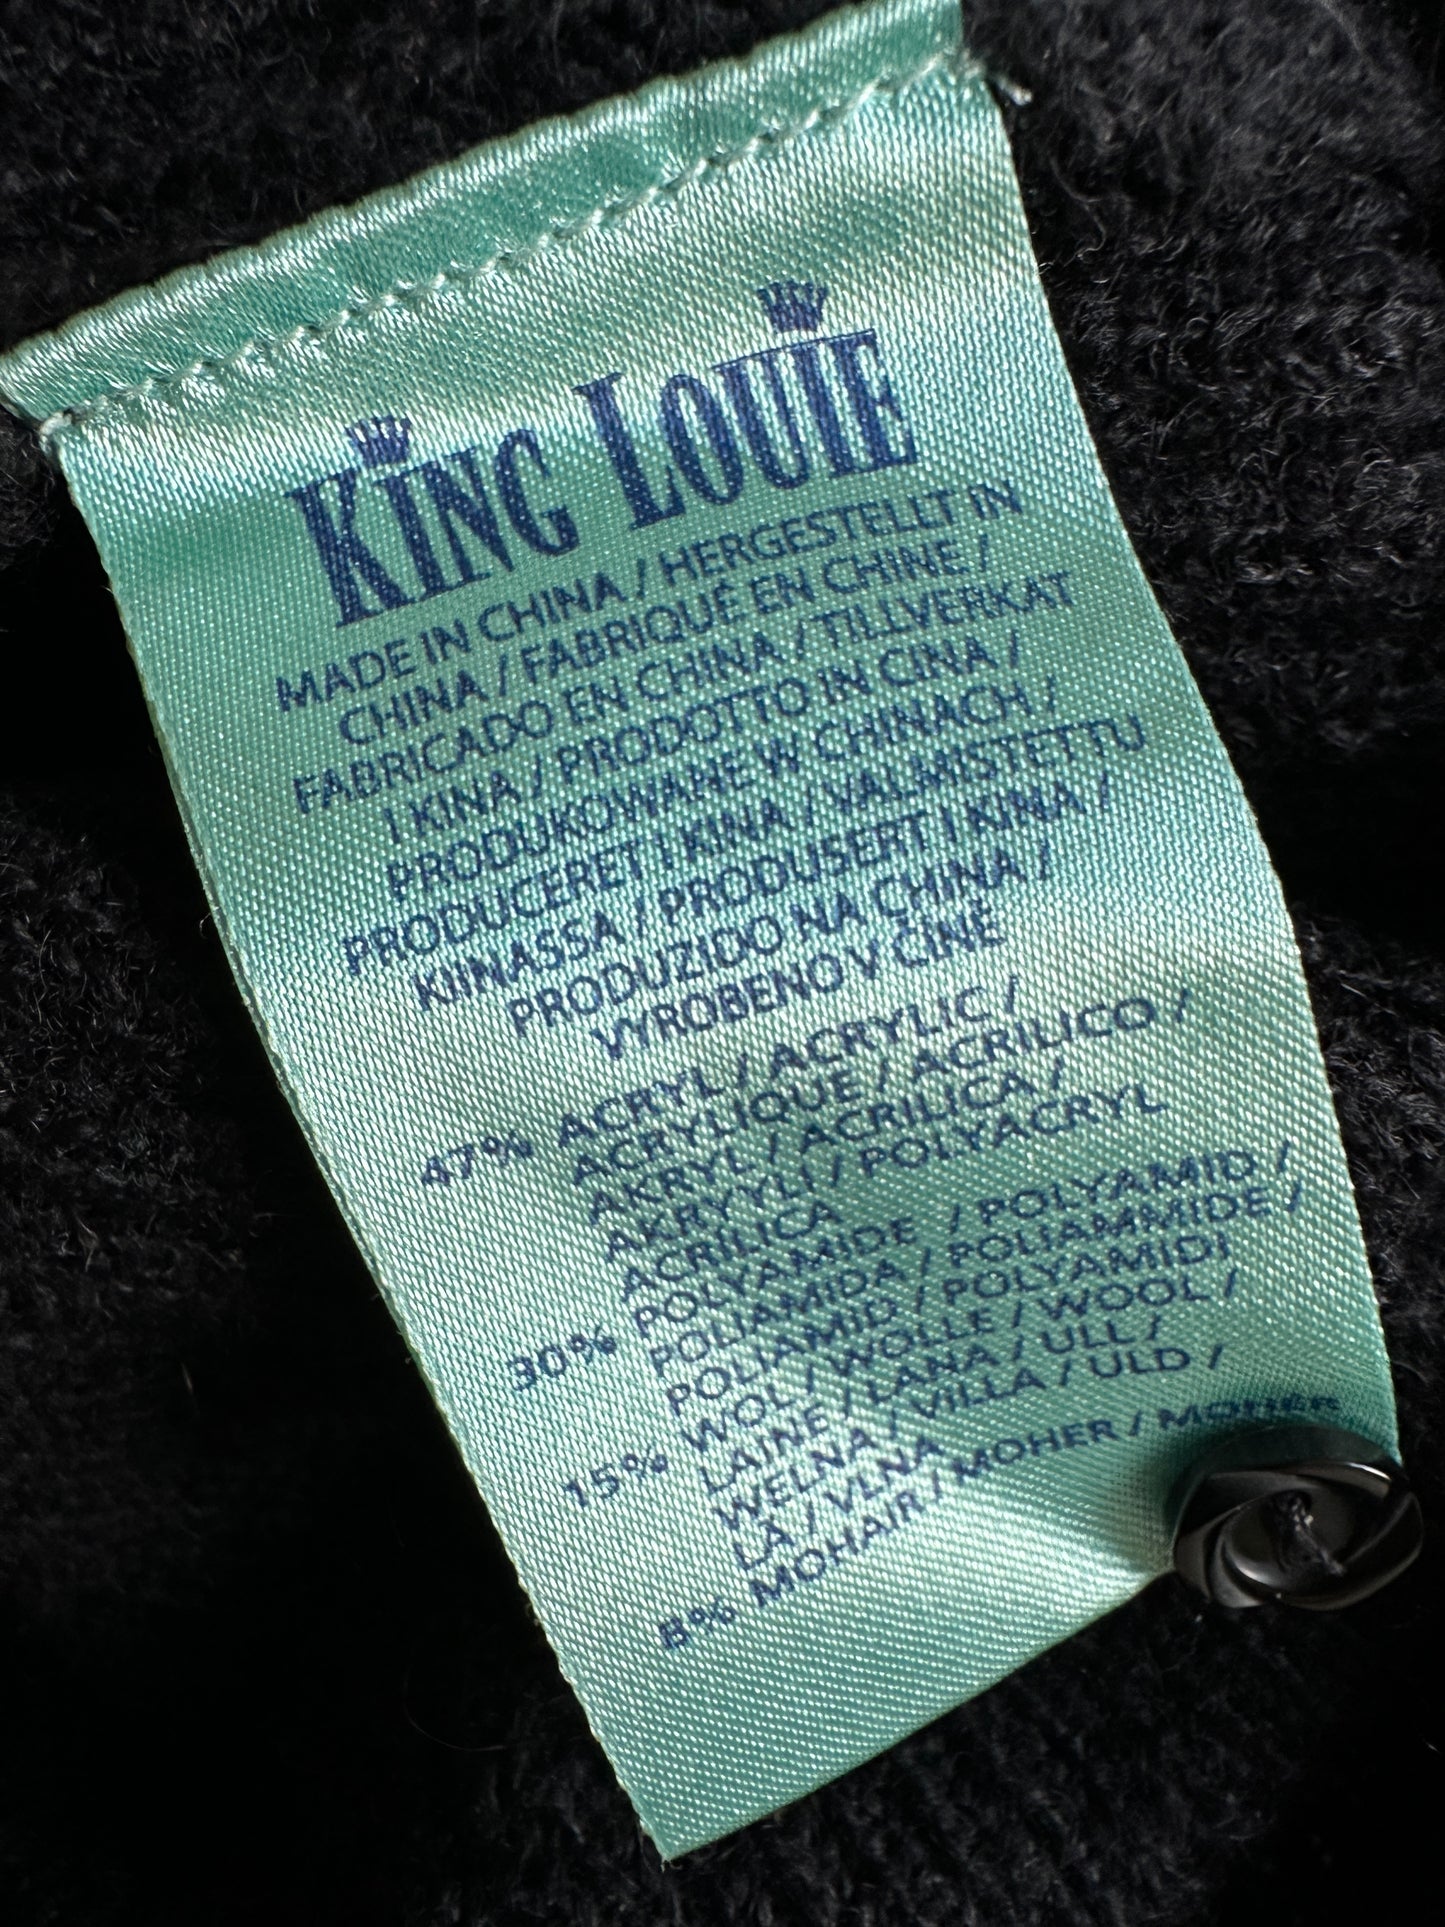 KING LOUIE
MADE IN CHINA / HERGESTELLT IN
CHINA / FABRIQUÉ EN CHINE /
FABRICADO EN CHINA / TILLVERKAT
I KINA / PRODOTTO IN CINA /
PRODUKOWANE W CHINACH /
PRODUCERET I KINA / VALMISTETTU
KIINASSA / PRODUSERT I KINA /
PRODUZIDO NA CHINA /
VYROBENO V ČÍNĚ
47% ACRYL / ACRYLIC /
ACRYLIQUE / ACRILICO /
AKRYL / ACRILICA /
AKRYYLI / POLYACRYL
ACRILICA
30% POLYAMIDE / POLYAMID /
POLIAMIDA / POLIAMMIDE /
POLIAMID / POLYAMIDI
15% WOL / WOLLE / WOOL /
LAINE / LANA / ULL /
WELNA / VILLA / ULD /
LÃ / VLNA
8% MOHAIR / MOHER / MOHÉR